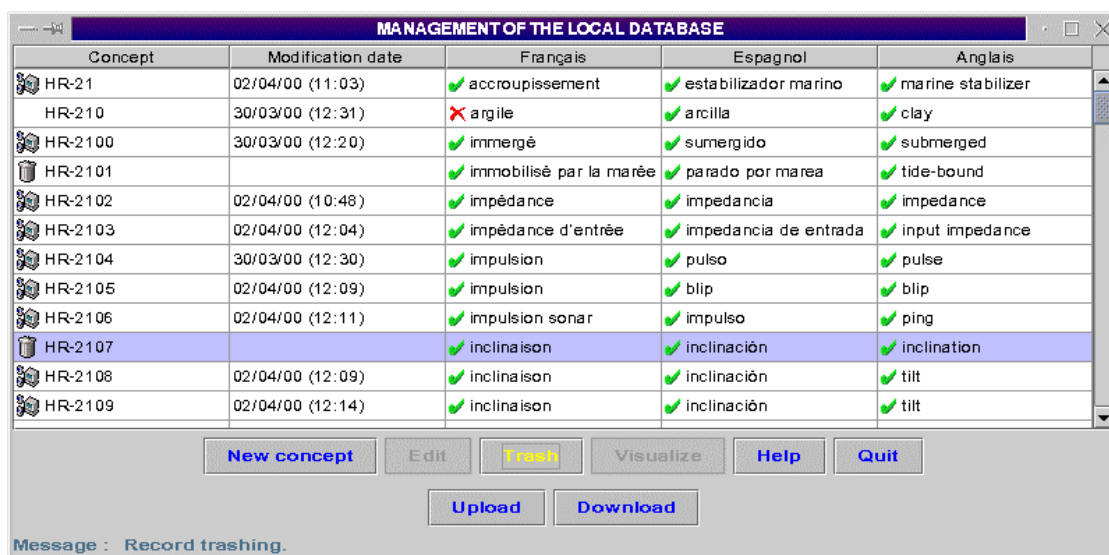 MANAGEMENT OF THE LOCAL DATABASE
Concept Modification date Français Espagnol Anglais
HR-21 02/04/00 (11:03) accroupissement estabilizador marino marine stabilizer
HR-210 30/03/00 (12:31) argile arcilla clay
HR-2100 30/03/00 (12:20) immergé sumergido submerged
HR-2101 immobilisé par la marée parado por marea tide-bound
HR-2102 02/04/00 (10:48) impédance impedancia impedance
HR-2103 02/04/00 (12:04) impédance d'entrée impedancia de entrada input impedance
HR-2104 30/03/00 (12:30) impulsion pulso pulse
HR-2105 02/04/00 (12:09) impulsion blip blip
HR-2106 02/04/00 (12:11) impulsion sonar impulso ping
HR-2107 inclinaison inclinación inclination
HR-2108 02/04/00 (12:09) inclinaison inclinación tilt
HR-2109 02/04/00 (12:14) inclinaison inclinación tilt
New concept Edit Trash Visualize Help Quit
Upload Download
Message : Record trashing.